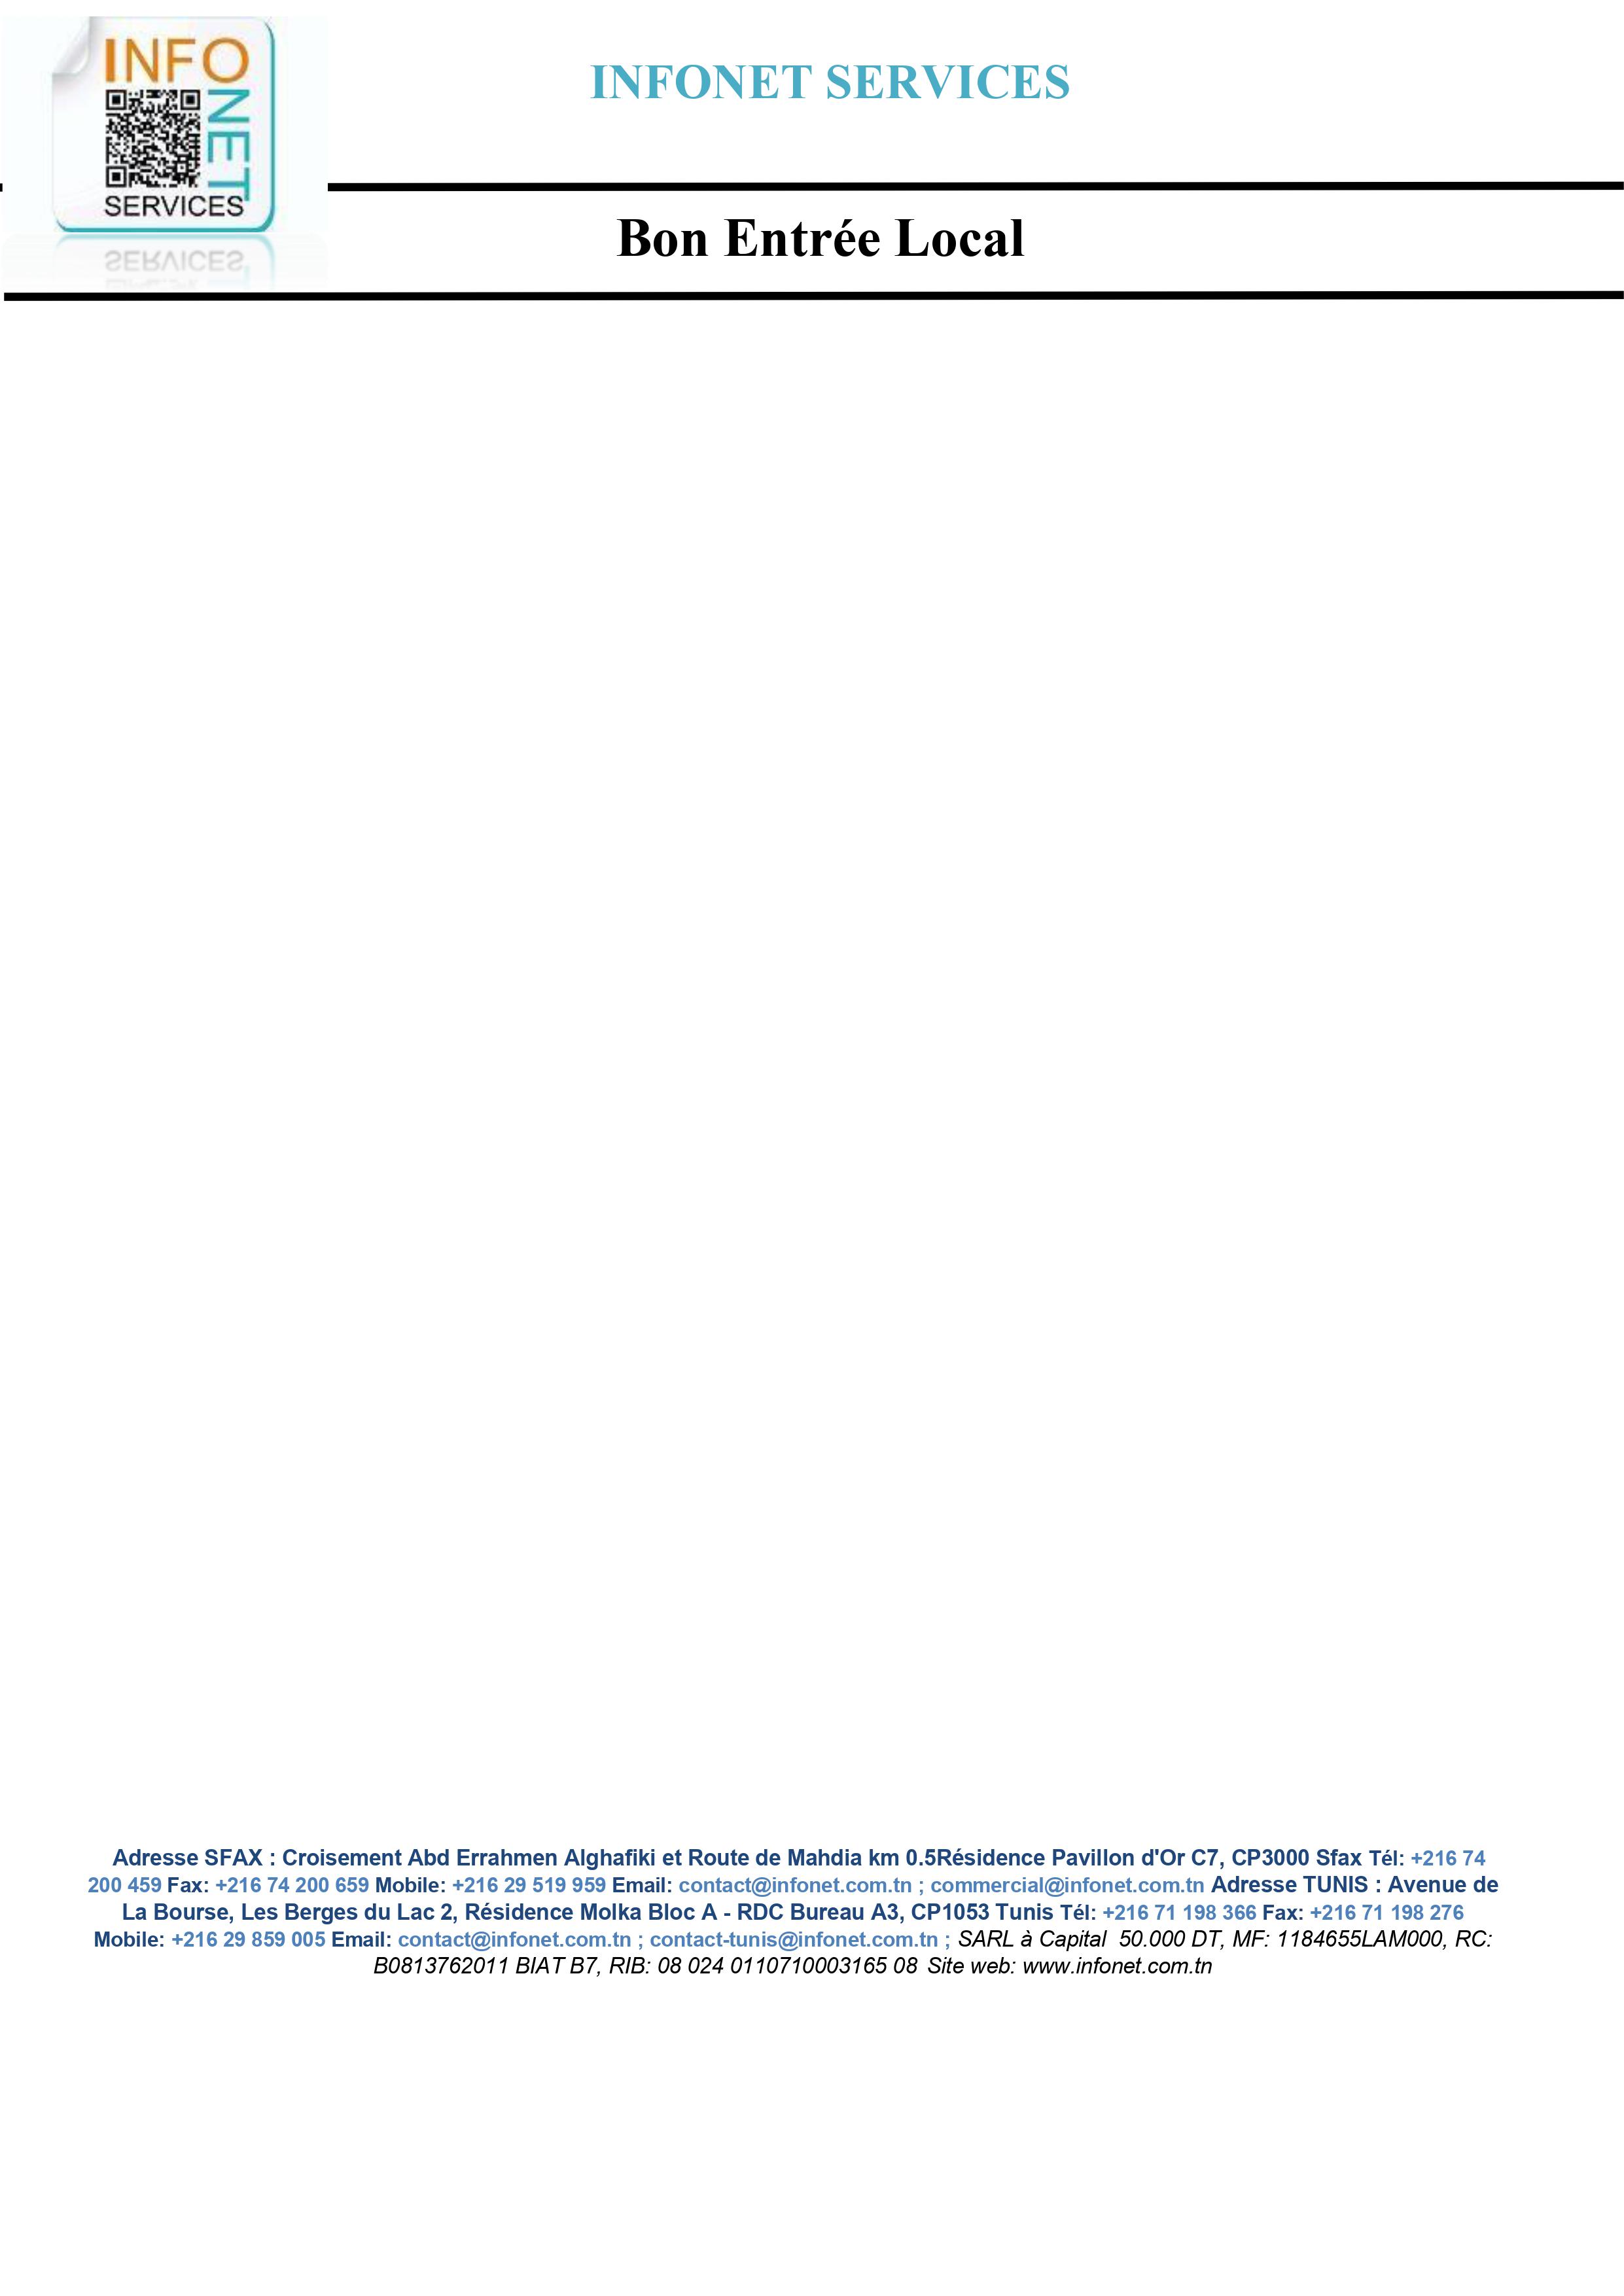 INFO
NET
SERVICES
INFONET SERVICES
Bon Entrée Local
Adresse SFAX : Croisement Abd Errahmen Alghafiki et Route de Mahdia km 0.5Résidence Pavillon d'Or C7, CP3000 Sfax Tél: +216 74
200 459 Fax: +216 74 200 659 Mobile: +216 29 519 959 Email: contact@infonet.com.tn ; commercial@infonet.com.tn Adresse TUNIS : Avenue de
La Bourse, Les Berges du Lac 2, Résidence Molka Bloc A - RDC Bureau A3, CP1053 Tunis Tél: +216 71 198 366 Fax: +216 71 198 276
Mobile: +216 29 859 005 Email: contact@infonet.com.tn ; contact-tunis@infonet.com.tn ; SARL à Capital 50.000 DT, MF: 1184655LAM000, RC:
B0813762011 BIAT B7, RIB: 08 024 0110710003165 08 Site web: www.infonet.com.tn